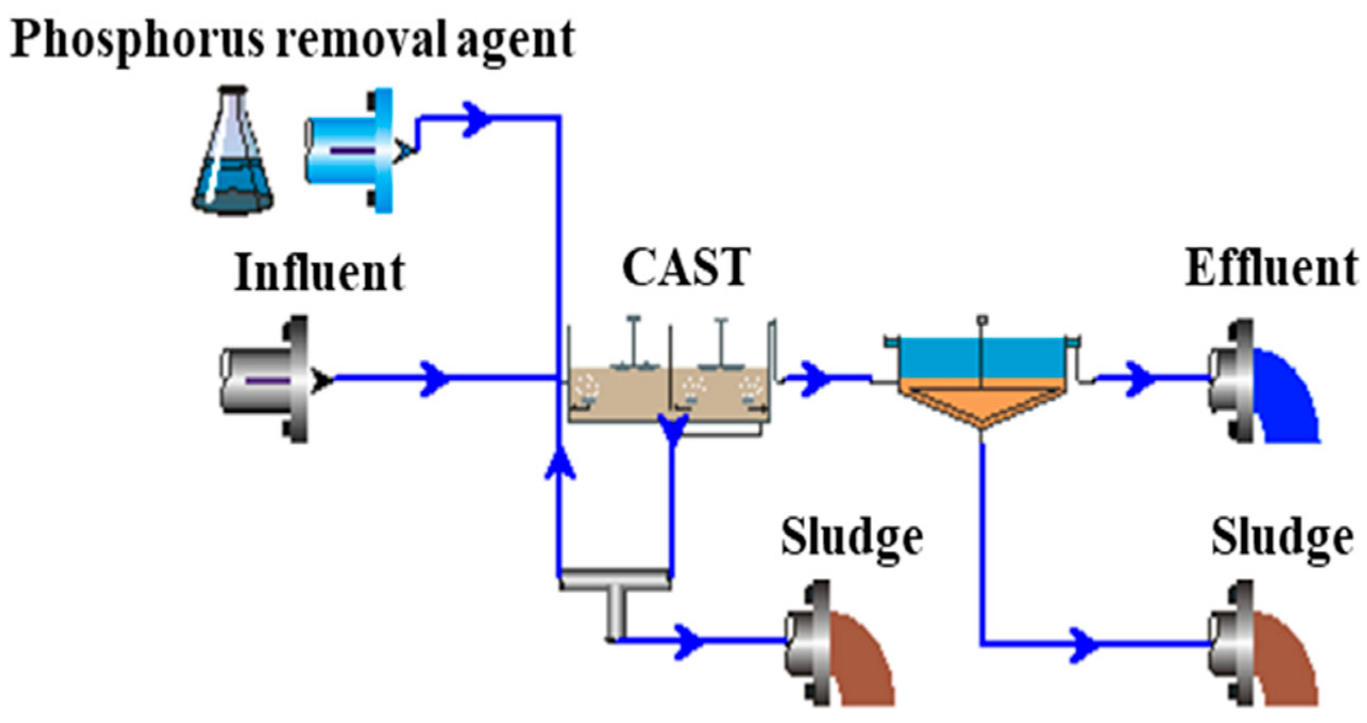 Phosphorus removal agent
Influent
CAST
Effluent
Sludge
Sludge